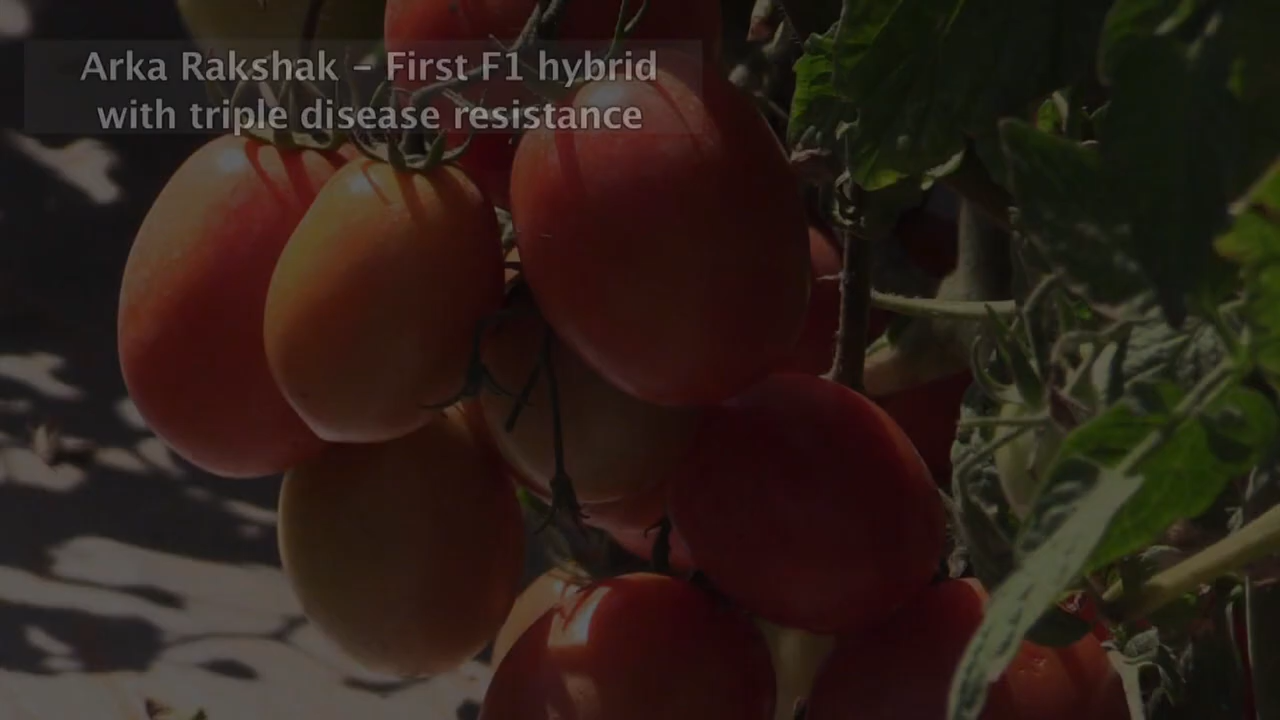 Arka Rakshak – First F1 hybrid
with triple disease resistance